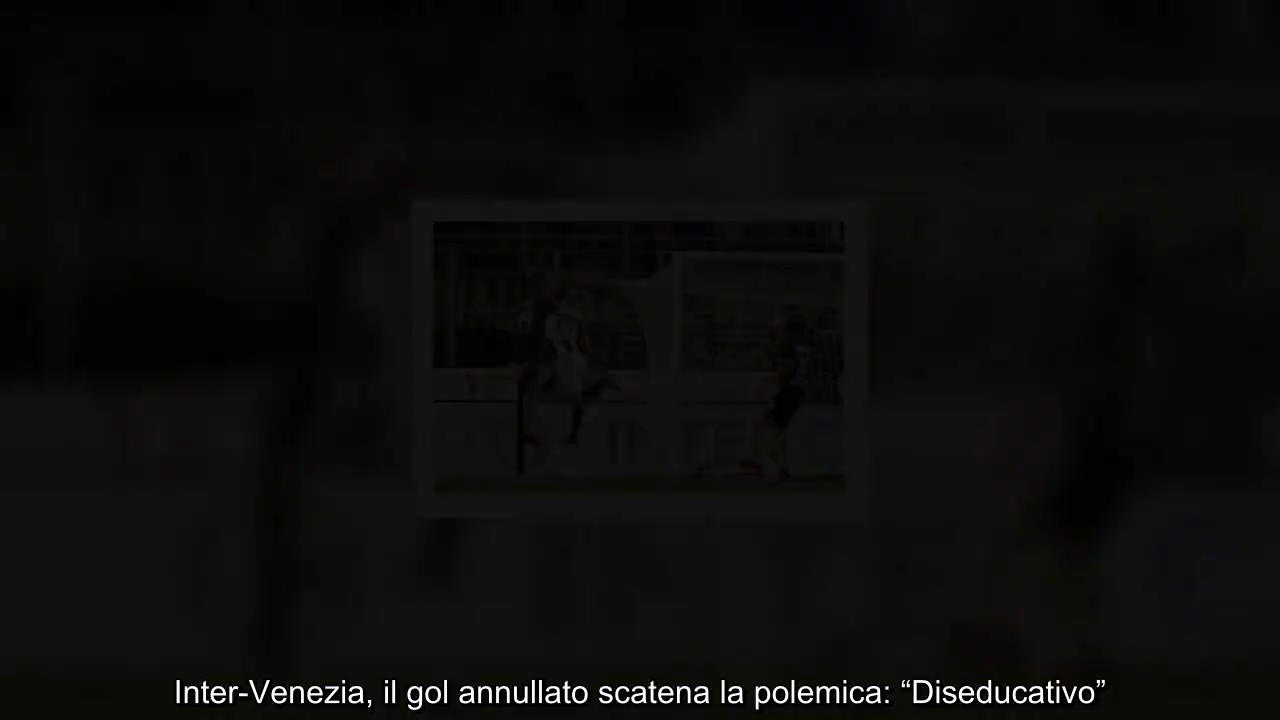 Inter-Venezia, il gol annullato scatena la polemica: “Diseducativo”